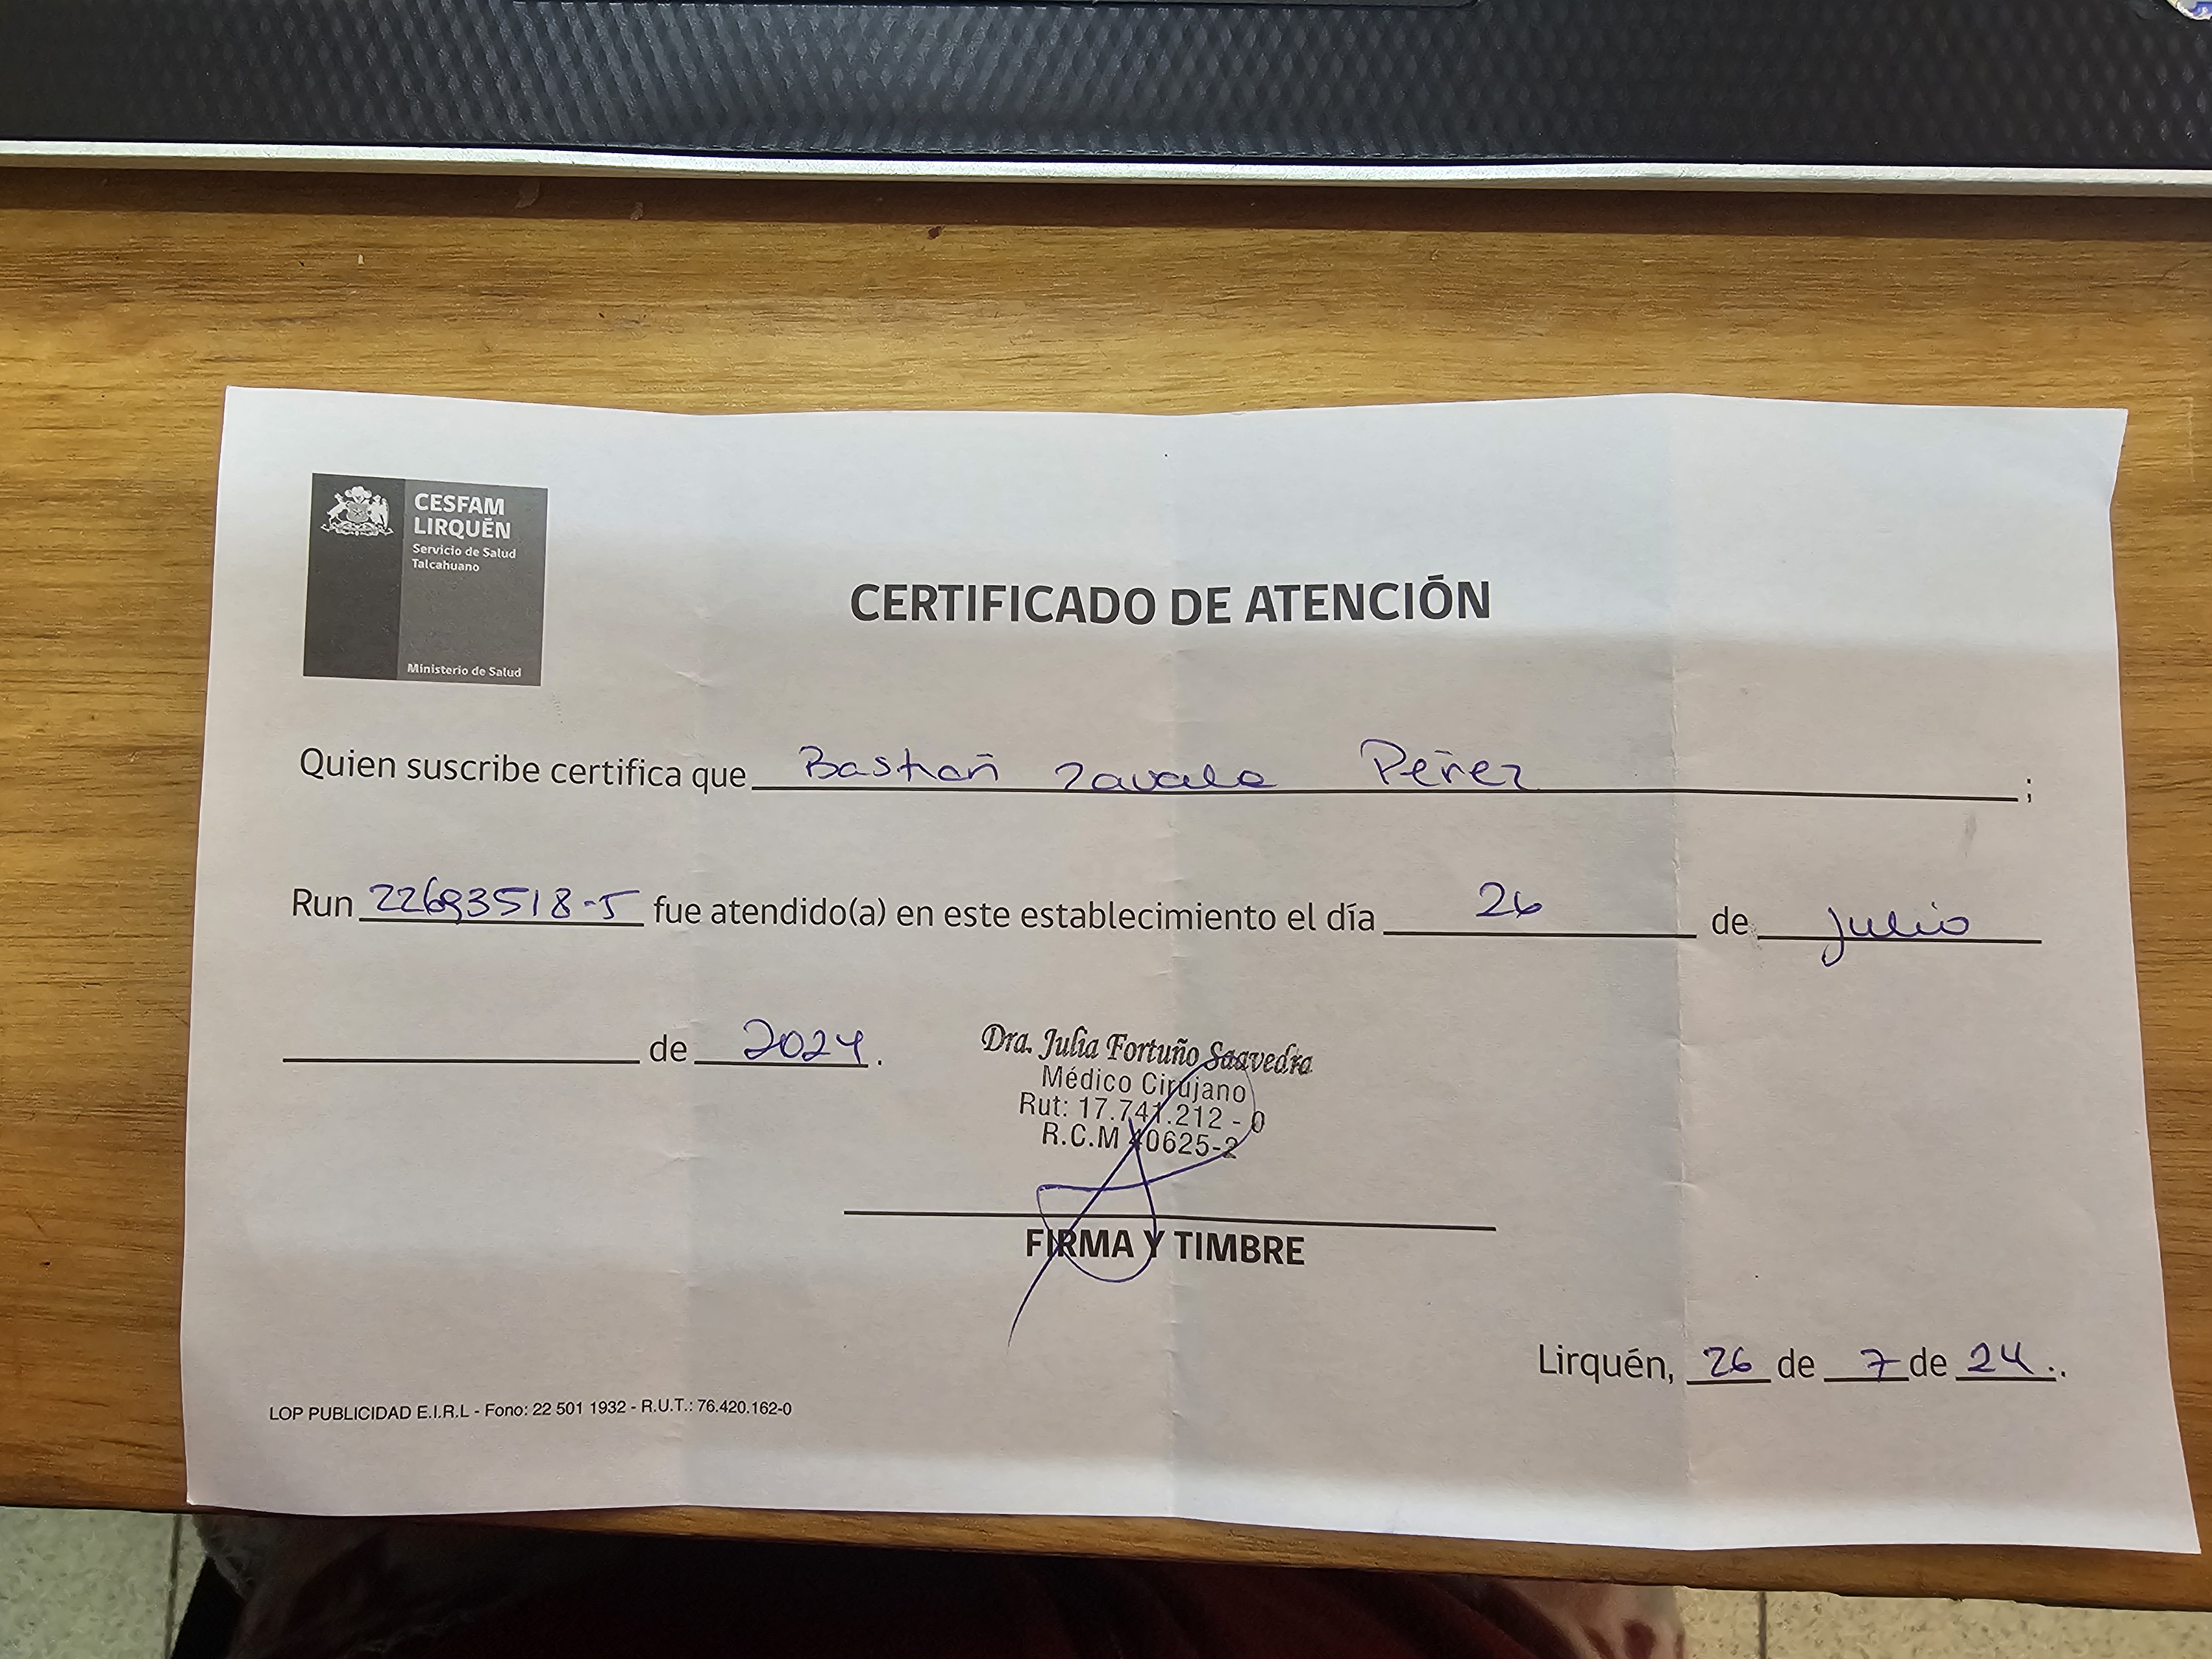 CESFAM
LIRQUÉN
Servicio de Salud
Talcahuano
Ministerio de Salud
CERTIFICADO DE ATENCIÓN
Quien suscribe certifica que Bastian Zavala Pérez ;
Run 22693518-5 fue atendido(a) en este establecimiento el día 26 de Julio
de 2024.
Dra. Julia Fortuño Saavedra
Médico Cirujano
Rut: 17.741.212 - 0
R.C.M 40625-2
FIRMA Y TIMBRE
Lirquén, 26 de 7 de 24.
LOP PUBLICIDAD E.I.R.L - Fono: 22 501 1932 - R.U.T.: 76.420.162-0